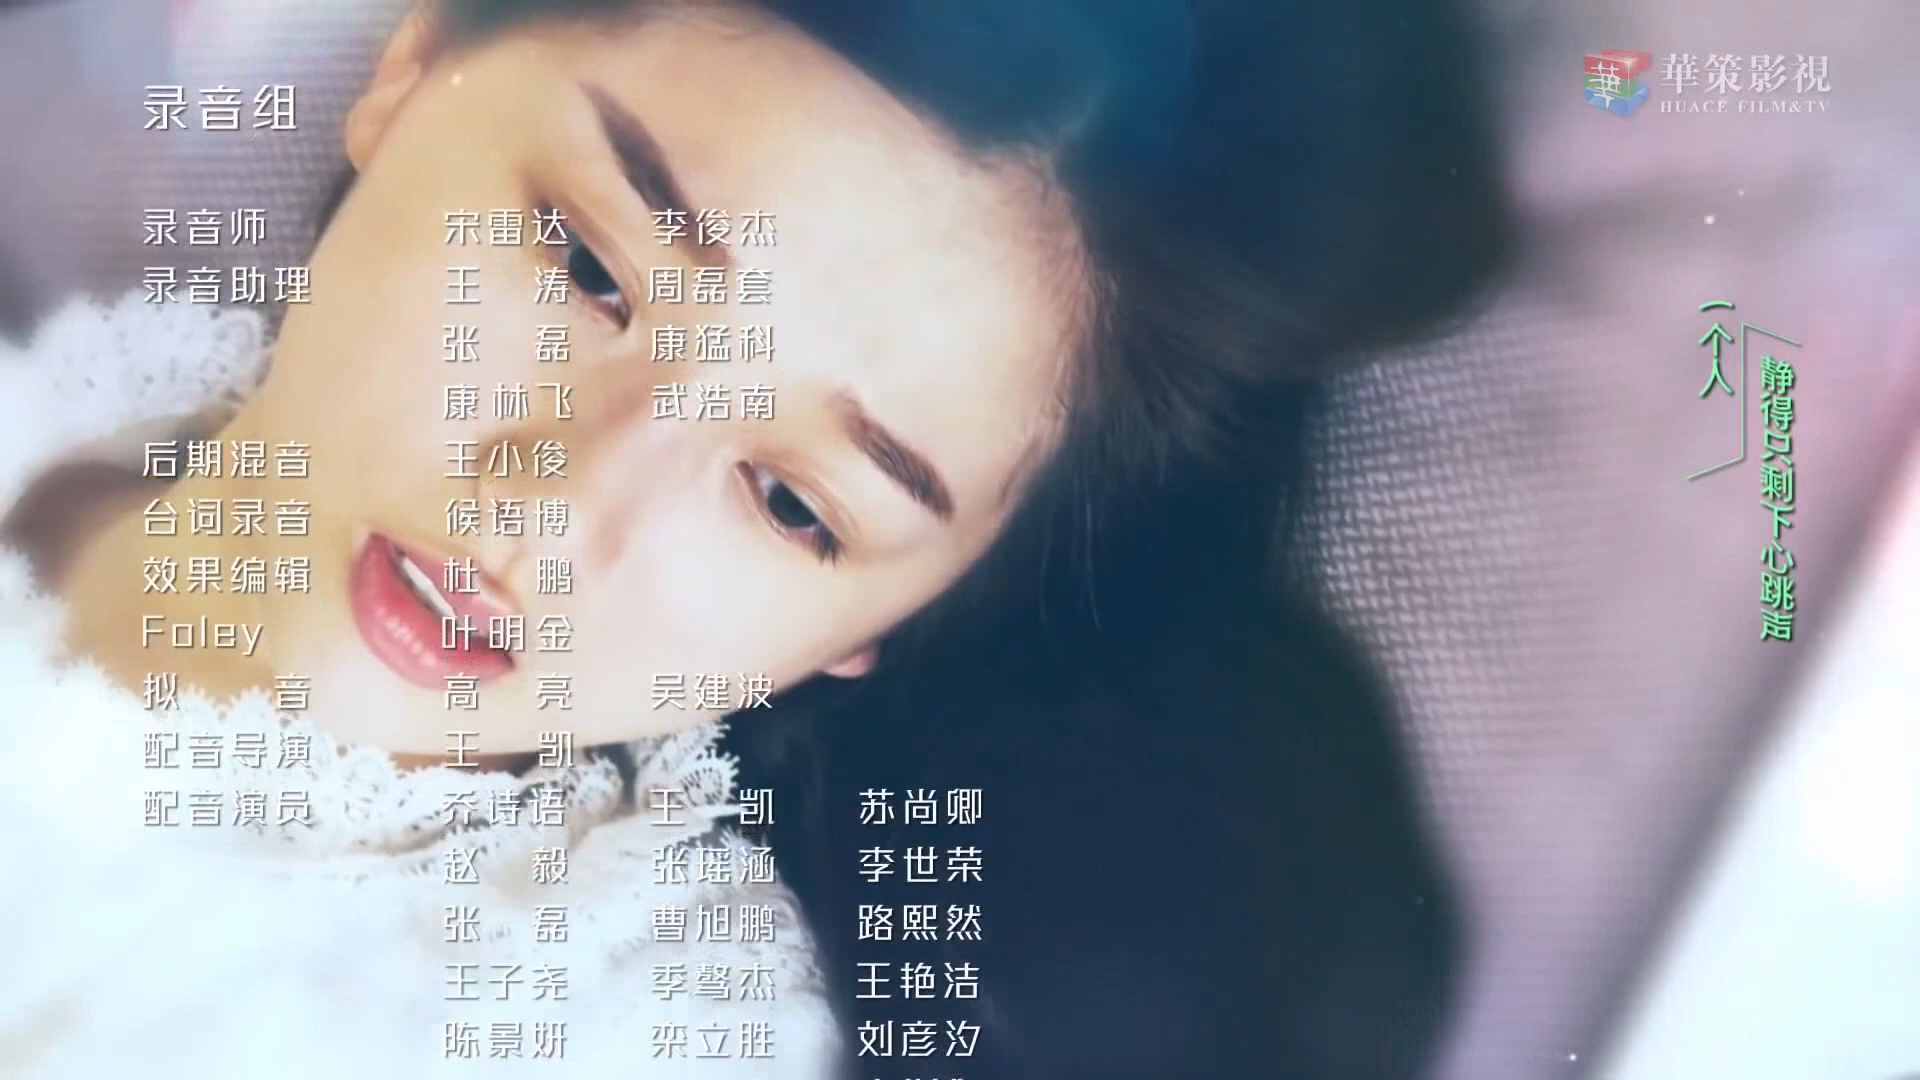 录音组
華策影視
HUACE FILM&TV
录音师 宋雷达 李俊杰
录音助理 王 涛 周磊套
张 磊 康猛科
康林飞 武浩南
后期混音 王小俊
台词录音 候语博
效果编辑 杜 鹏
Foley 叶明金
拟 音 高 亮 吴建波
配音导演 王 凯
配音演员 乔诗语 王 凯 苏尚卿
赵 毅 张瑶涵 李世荣
张 磊 曹旭鹏 路熙然
王子尧 季骜杰 王艳洁
陈景妍 栾立胜 刘彦汐
一个人
静得只剩下心跳声